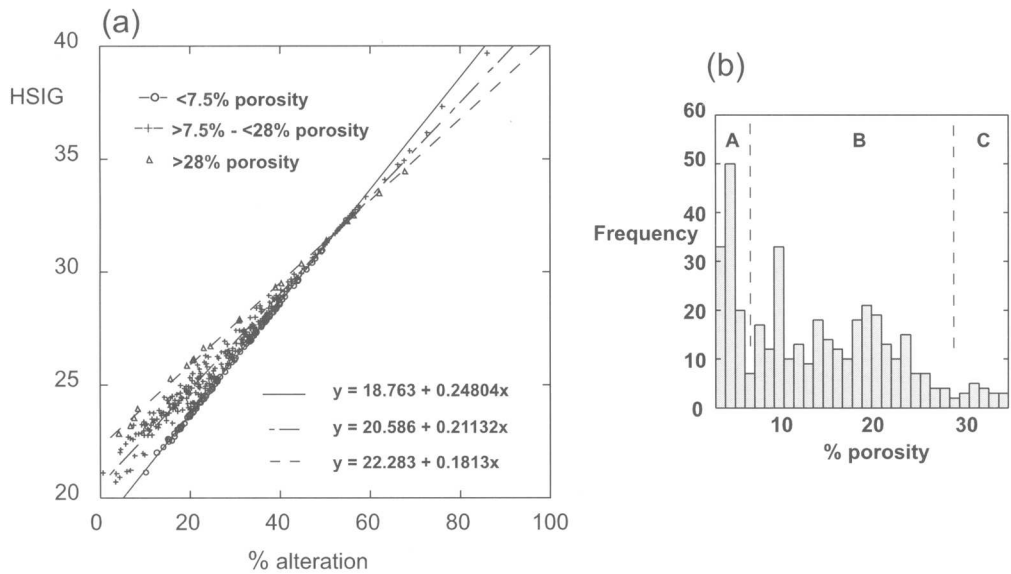 (a)
40
HSIG
<7.5% porosity
>7.5% - <28% porosity
>28% porosity
35
30
25
20
y = 18.763 + 0.24804x
y = 20.586 + 0.21132x
y = 22.283 + 0.1813x
0 20 40 60 80 100
% alteration
(b)
60
A B C
50
40
Frequency
30
20
10
0
10 20 30
% porosity